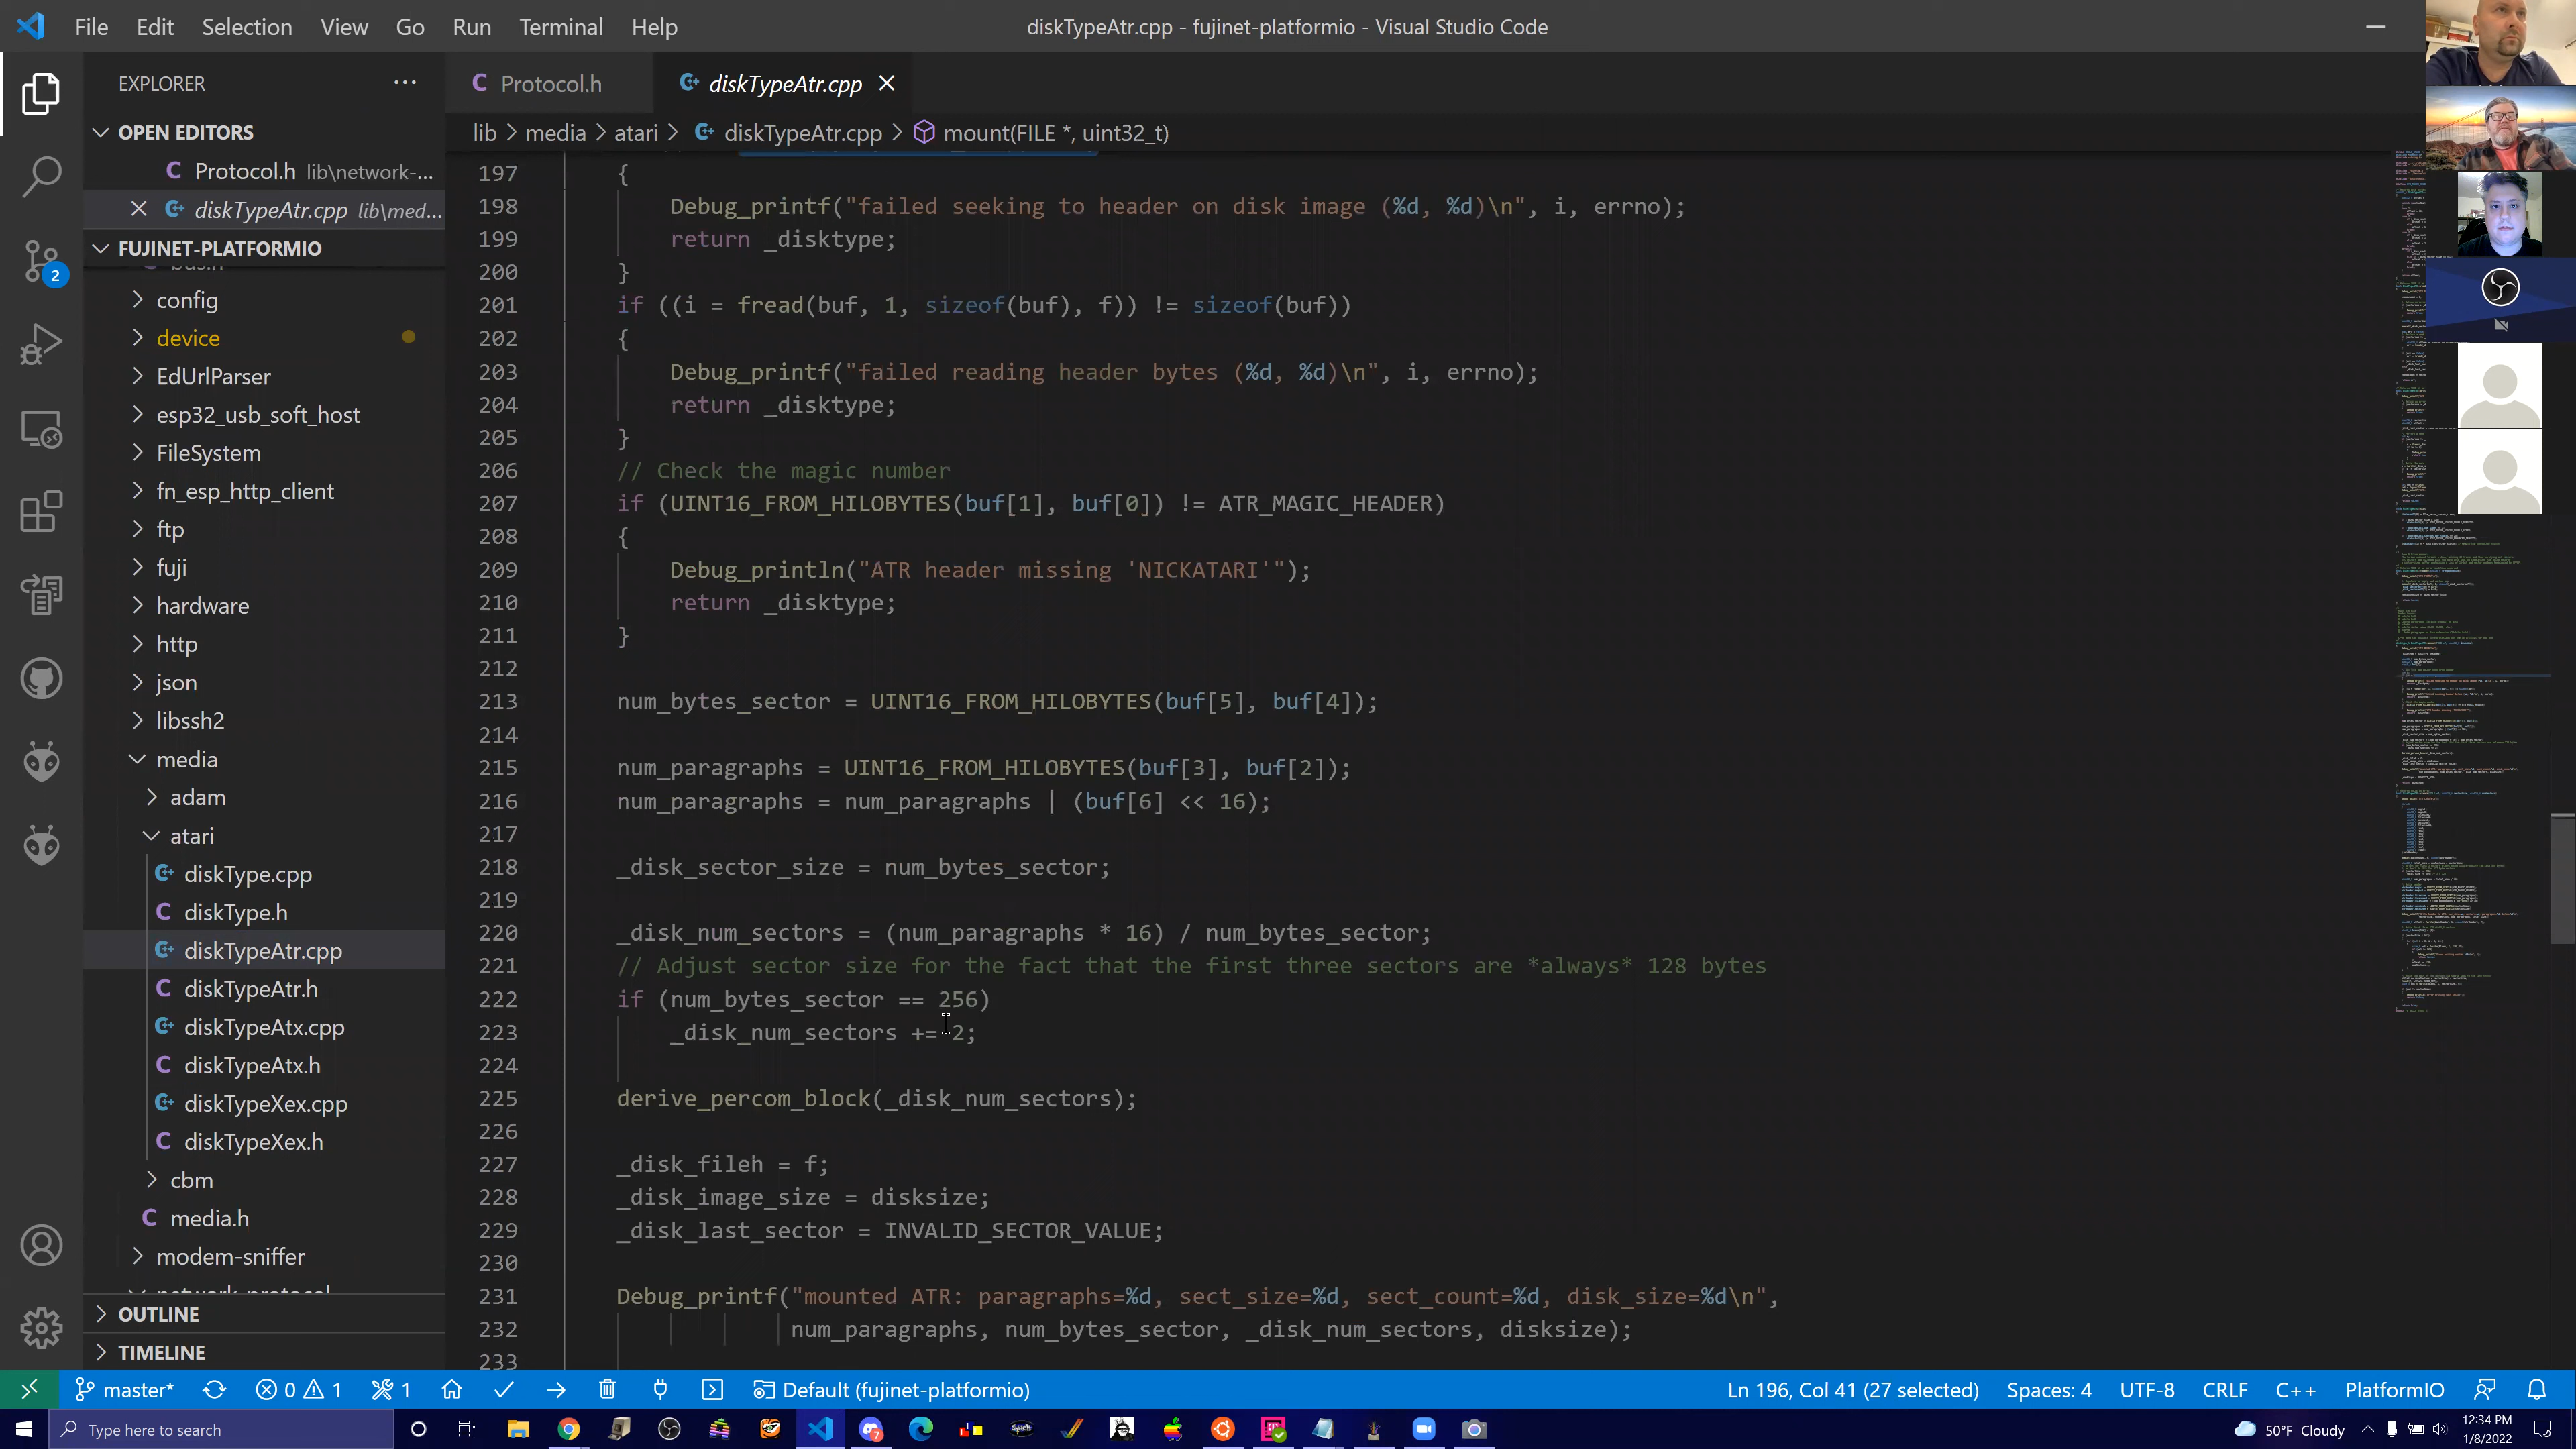 File Edit Selection View Go Run Terminal Help
diskTypeAtr.cpp - fujinet-platformio - Visual Studio Code
EXPLORER
OPEN EDITORS
Protocol.h lib\network-...
diskTypeAtr.cpp lib\med...
FUJINET-PLATFORMIO
config
device
EdUrlParser
esp32_usb_soft_host
FileSystem
fn_esp_http_client
ftp
fuji
hardware
http
json
libssh2
media
adam
atari
diskType.cpp
diskType.h
diskTypeAtr.cpp
diskTypeAtr.h
diskTypeAtx.cpp
diskTypeAtx.h
diskTypeXex.cpp
diskTypeXex.h
cbm
media.h
modem-sniffer
OUTLINE
TIMELINE
2
Protocol.h
diskTypeAtr.cpp
lib > media > atari > diskTypeAtr.cpp > mount(FILE *, uint32_t)
197 {
198 Debug_printf("failed seeking to header on disk image (%d, %d)\n", i, errno);
199 return _disktype;
200 }
201 if ((i = fread(buf, 1, sizeof(buf), f)) != sizeof(buf))
202 {
203 Debug_printf("failed reading header bytes (%d, %d)\n", i, errno);
204 return _disktype;
205 }
206 // Check the magic number
207 if (UINT16_FROM_HILOBYTES(buf[1], buf[0]) != ATR_MAGIC_HEADER)
208 {
209 Debug_println("ATR header missing 'NICKATARI'");
210 return _disktype;
211 }
212
213 num_bytes_sector = UINT16_FROM_HILOBYTES(buf[5], buf[4]);
214
215 num_paragraphs = UINT16_FROM_HILOBYTES(buf[3], buf[2]);
216 num_paragraphs = num_paragraphs | (buf[6] << 16);
217
218 _disk_sector_size = num_bytes_sector;
219
220 _disk_num_sectors = (num_paragraphs * 16) / num_bytes_sector;
221 // Adjust sector size for the fact that the first three sectors are *always* 128 bytes
222 if (num_bytes_sector == 256)
223 _disk_num_sectors += 2;
224
225 derive_percom_block(_disk_num_sectors);
226
227 _disk_fileh = f;
228 _disk_image_size = disksize;
229 _disk_last_sector = INVALID_SECTOR_VALUE;
230
231 Debug_printf("mounted ATR: paragraphs=%d, sect_size=%d, sect_count=%d, disk_size=%d\n",
232 num_paragraphs, num_bytes_sector, _disk_num_sectors, disksize);
233
master* 0 1 1 Default (fujinet-platformio)
Ln 196, Col 41 (27 selected) Spaces: 4 UTF-8 CRLF C++ PlatformIO
Type here to search
50°F Cloudy
12:34 PM
1/8/2022